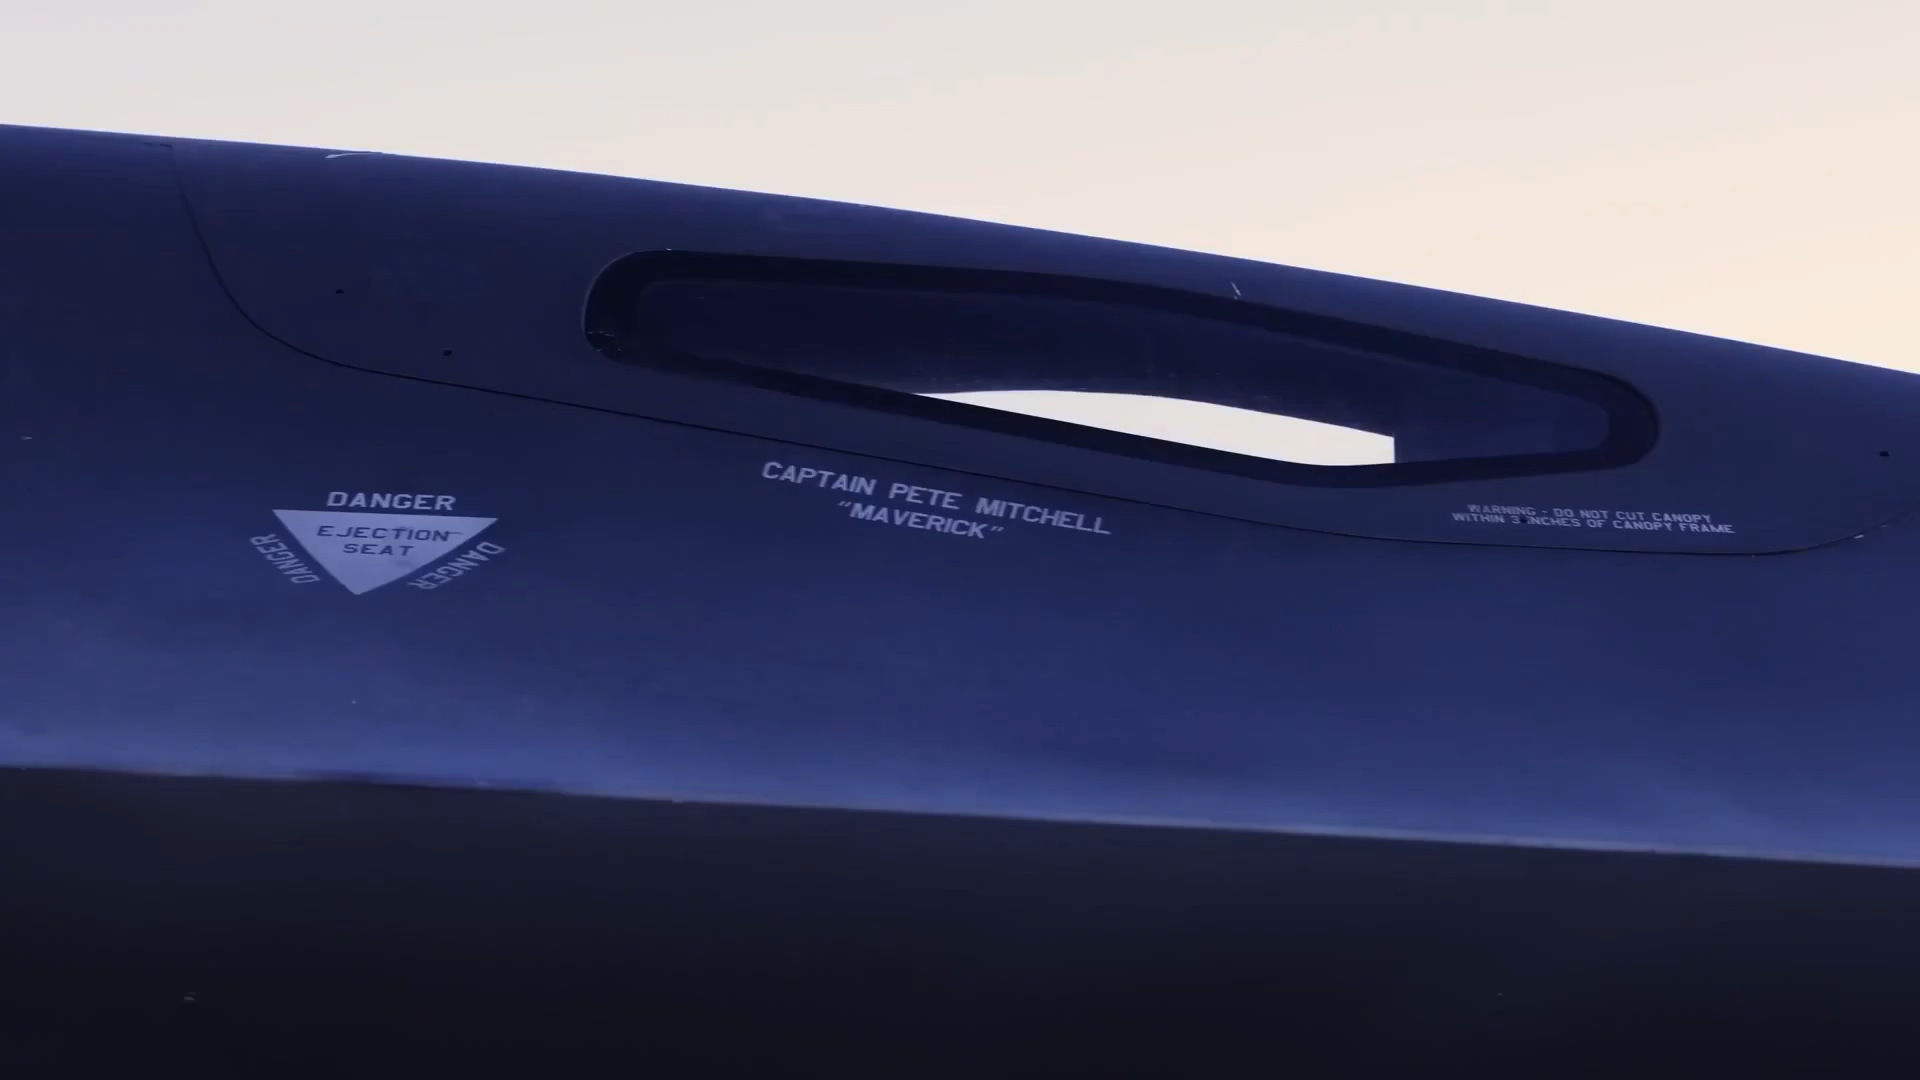 DANGER
EJECTION
SEAT
DANGER
DANGER
CAPTAIN PETE MITCHELL
"MAVERICK"
WARNING - DO NOT CUT CANOPY
WITHIN 3 INCHES OF CANOPY FRAME